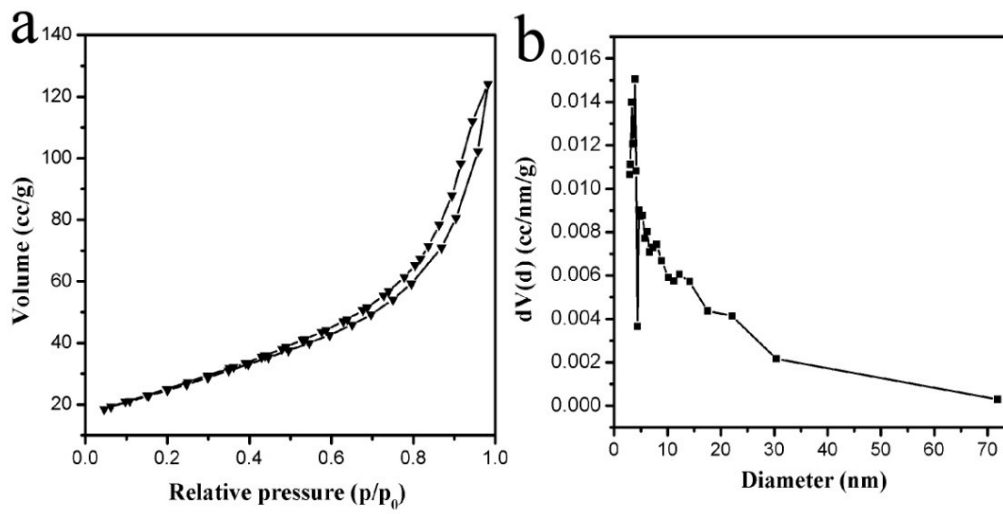 a
140
120
100
80
60
40
20
0.0 0.2 0.4 0.6 0.8 1.0
Volume (cc/g)
Relative pressure (p/p₀)
b
0.016
0.014
0.012
0.010
0.008
0.006
0.004
0.002
0.000
0 10 20 30 40 50 60 70
dV(d) (cc/nm/g)
Diameter (nm)